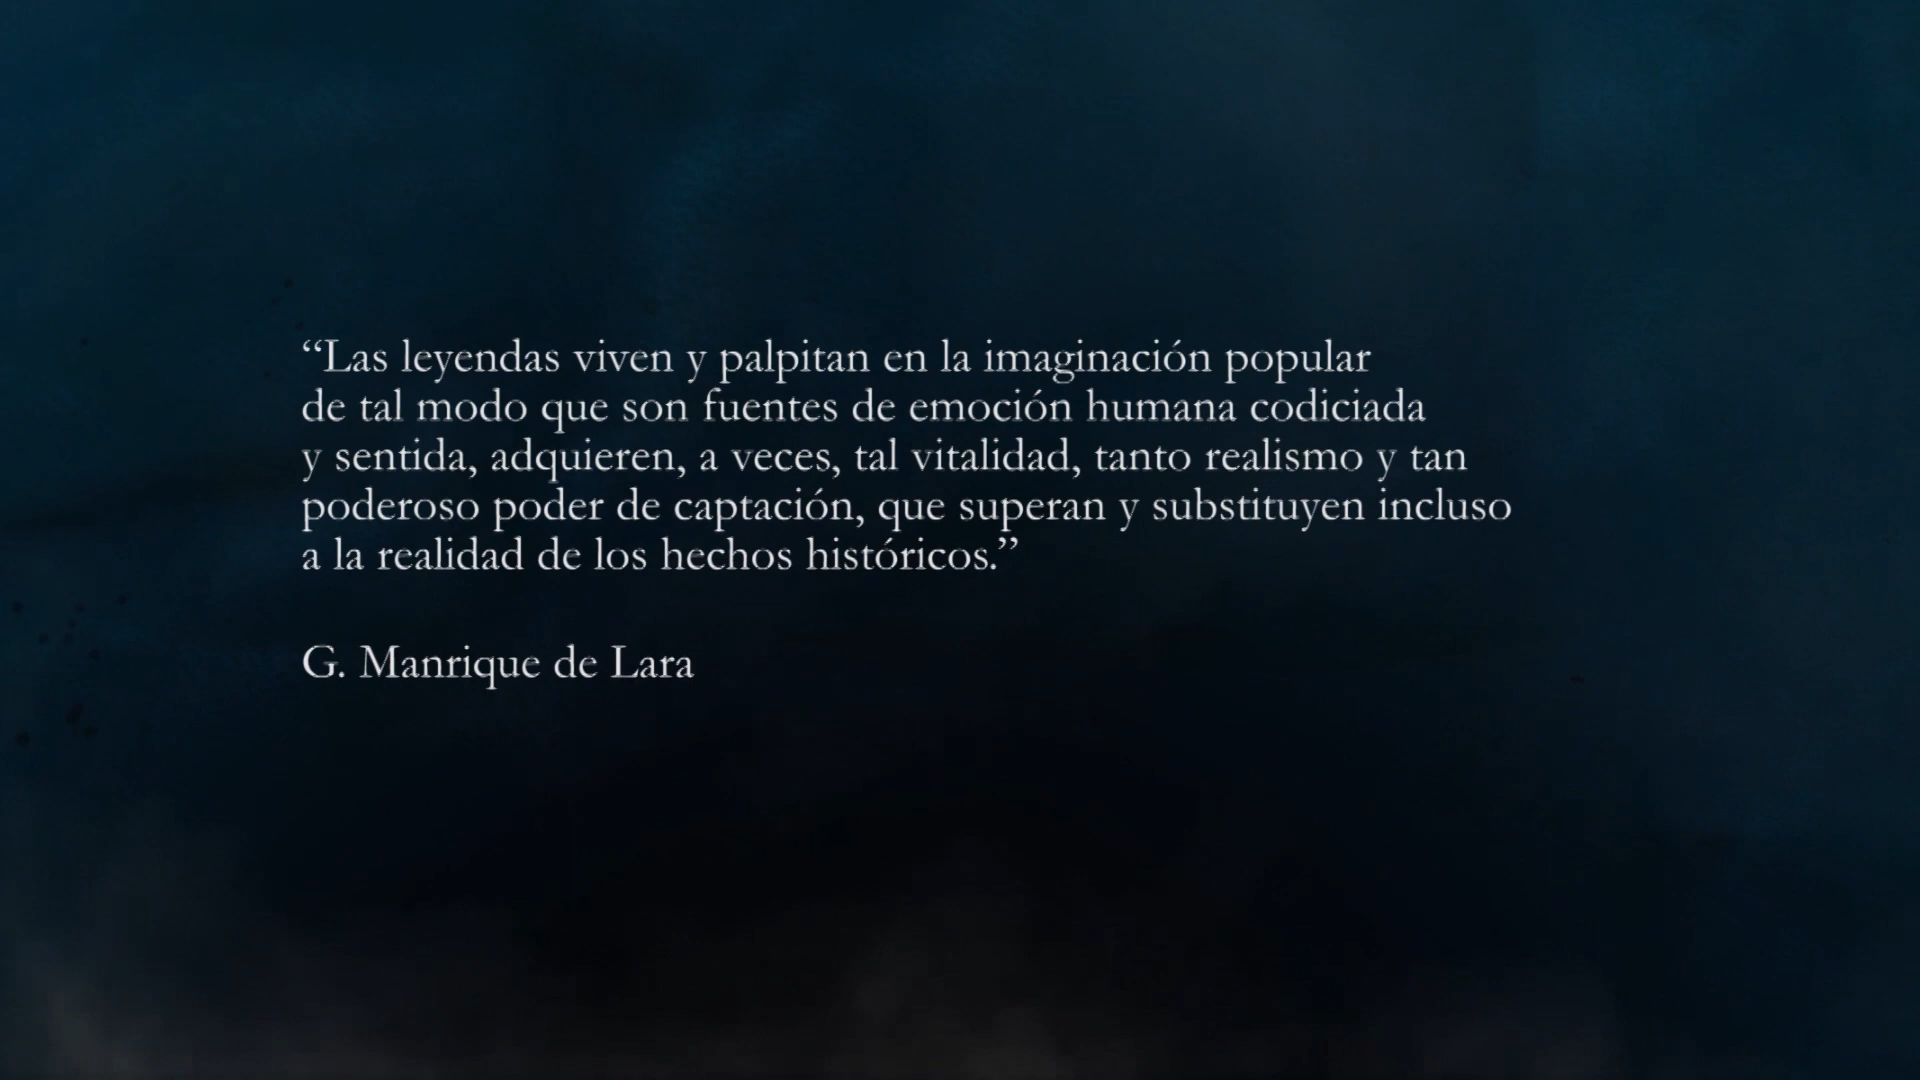 “Las leyendas viven y palpitan en la imaginación popular
de tal modo que son fuentes de emoción humana codiciada
y sentida, adquieren, a veces, tal vitalidad, tanto realismo y tan
poderoso poder de captación, que superan y substituyen incluso
a la realidad de los hechos históricos.”
G. Manrique de Lara